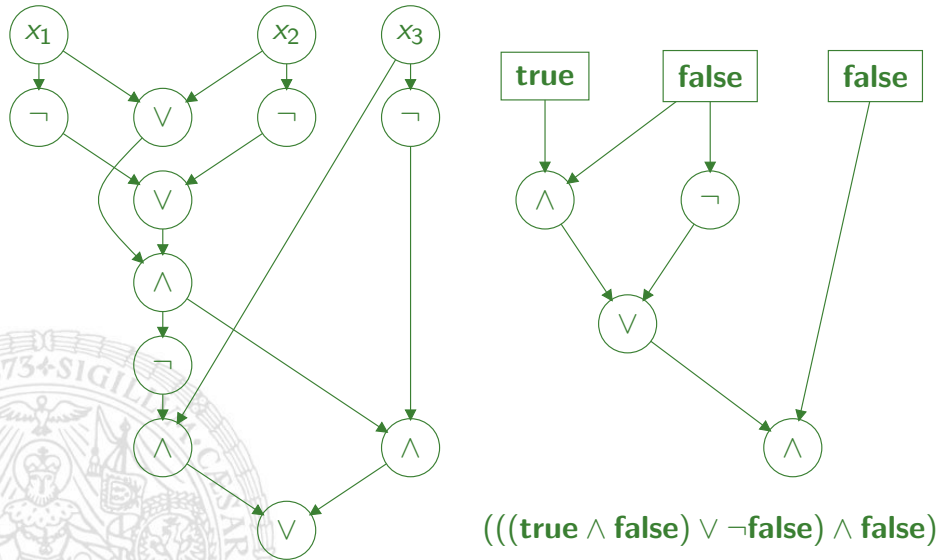 x₁ x₂ x₃
true false false
¬ ∨ ¬ ¬
∨
∧ ¬
∧
∨
¬
∧ ∧
∧
∨
(((true ∧ false) ∨ ¬false) ∧ false)